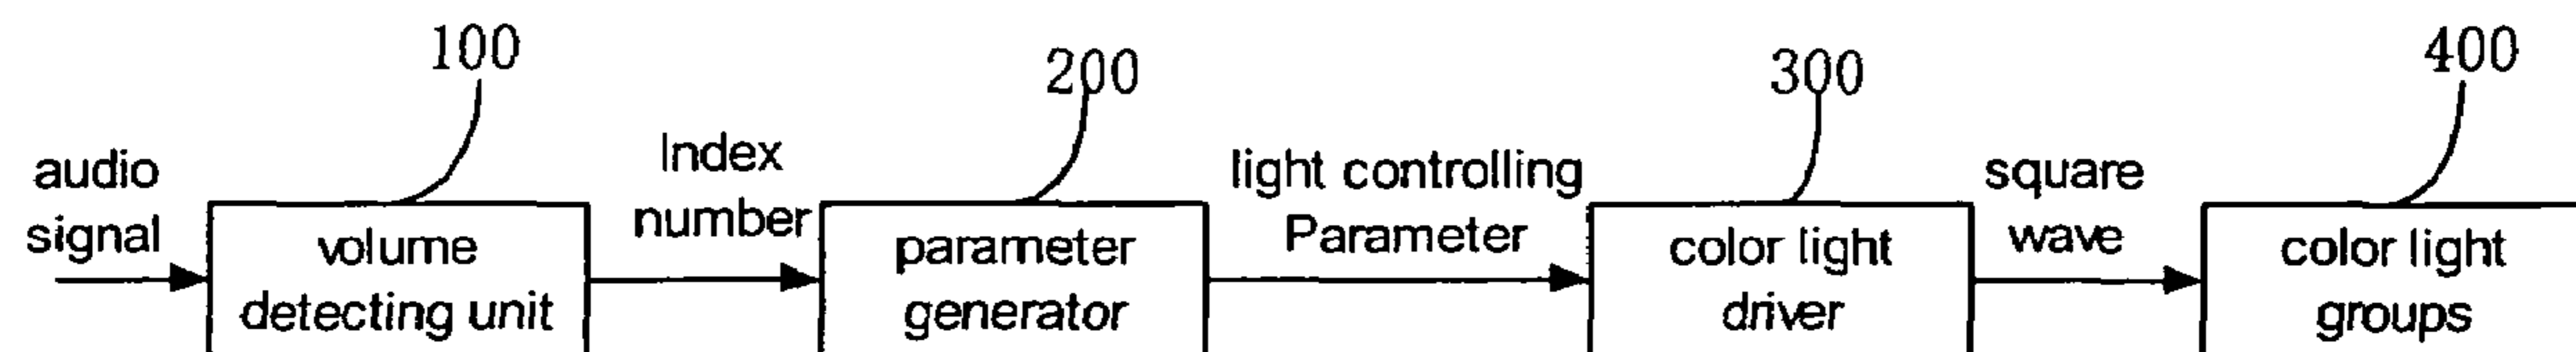 100
200
300
400
audio
signal
volume
detecting unit
Index
number
parameter
generator
light controlling
Parameter
color light
driver
square
wave
color light
groups